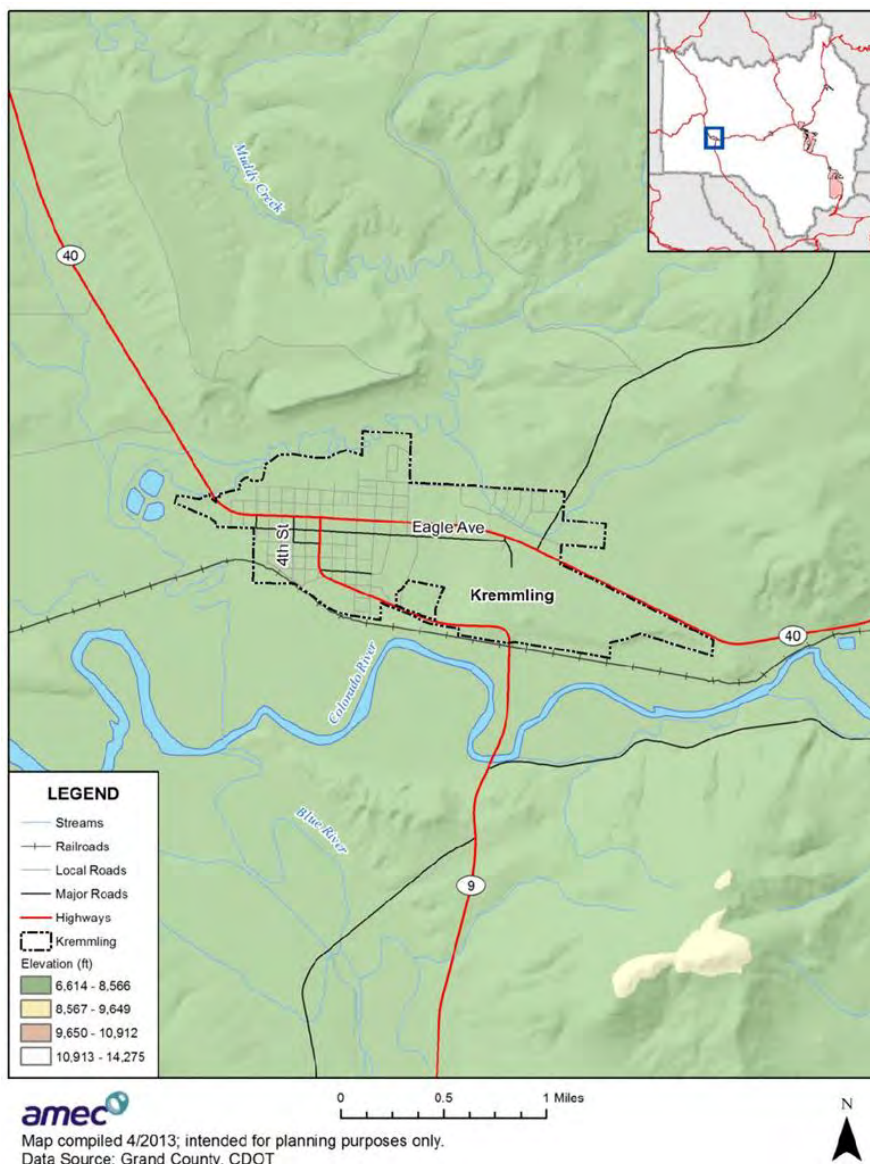 Muddy
Creek
40
Eagle Ave
4th St
Kremmling
40
Colorado River
Blue River
9
LEGEND
Streams
Railroads
Local Roads
Major Roads
Highways
Kremmling
Elevation (ft)
6,614 - 8,566
8,567 - 9,649
9,650 - 10,912
10,913 - 14,275
amec
0 0.5 1 Miles
N
Map compiled 4/2013; intended for planning purposes only.
Data Source: Grand County, CDOT